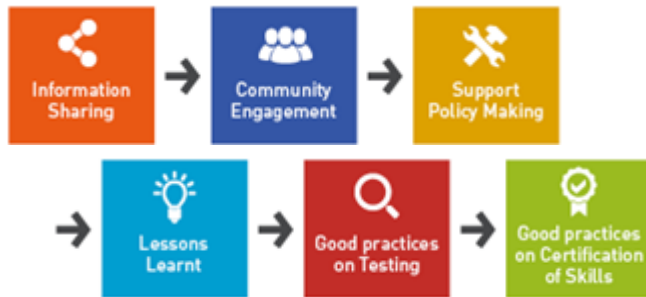 Information
Sharing
Community
Engagement
Support
Policy Making
Lessons
Learnt
Good practices
on Testing
Good practices
on Certification
of Skills